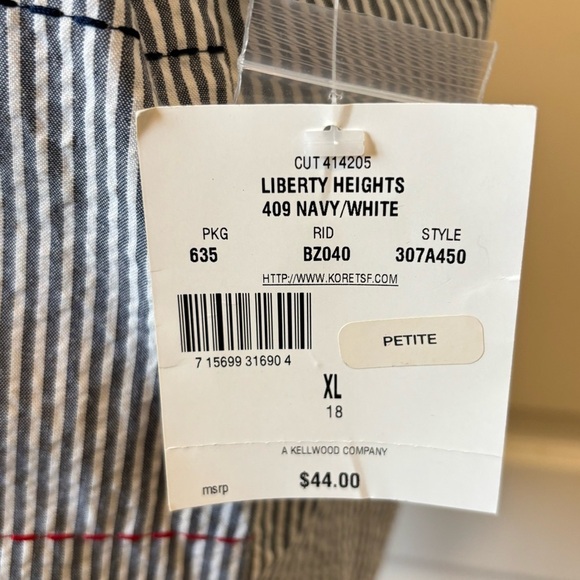 CUT 414205
LIBERTY HEIGHTS
409 NAVY/WHITE
PKG RID STYLE
635 BZ040 307A450
HTTP://WWW.KORETSF.COM
7 15699 31690 4
PETITE
XL
18
A KELLWOOD COMPANY
msrp $44.00